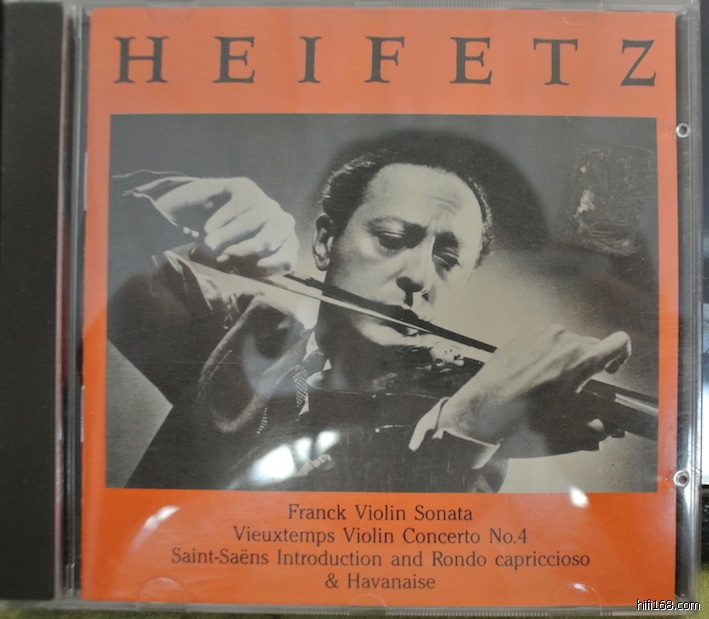 HEIFETZ
Franck Violin Sonata
Vieuxtemps Violin Concerto No.4
Saint-Saëns Introduction and Rondo capriccioso
& Havanaise
hifi168.com